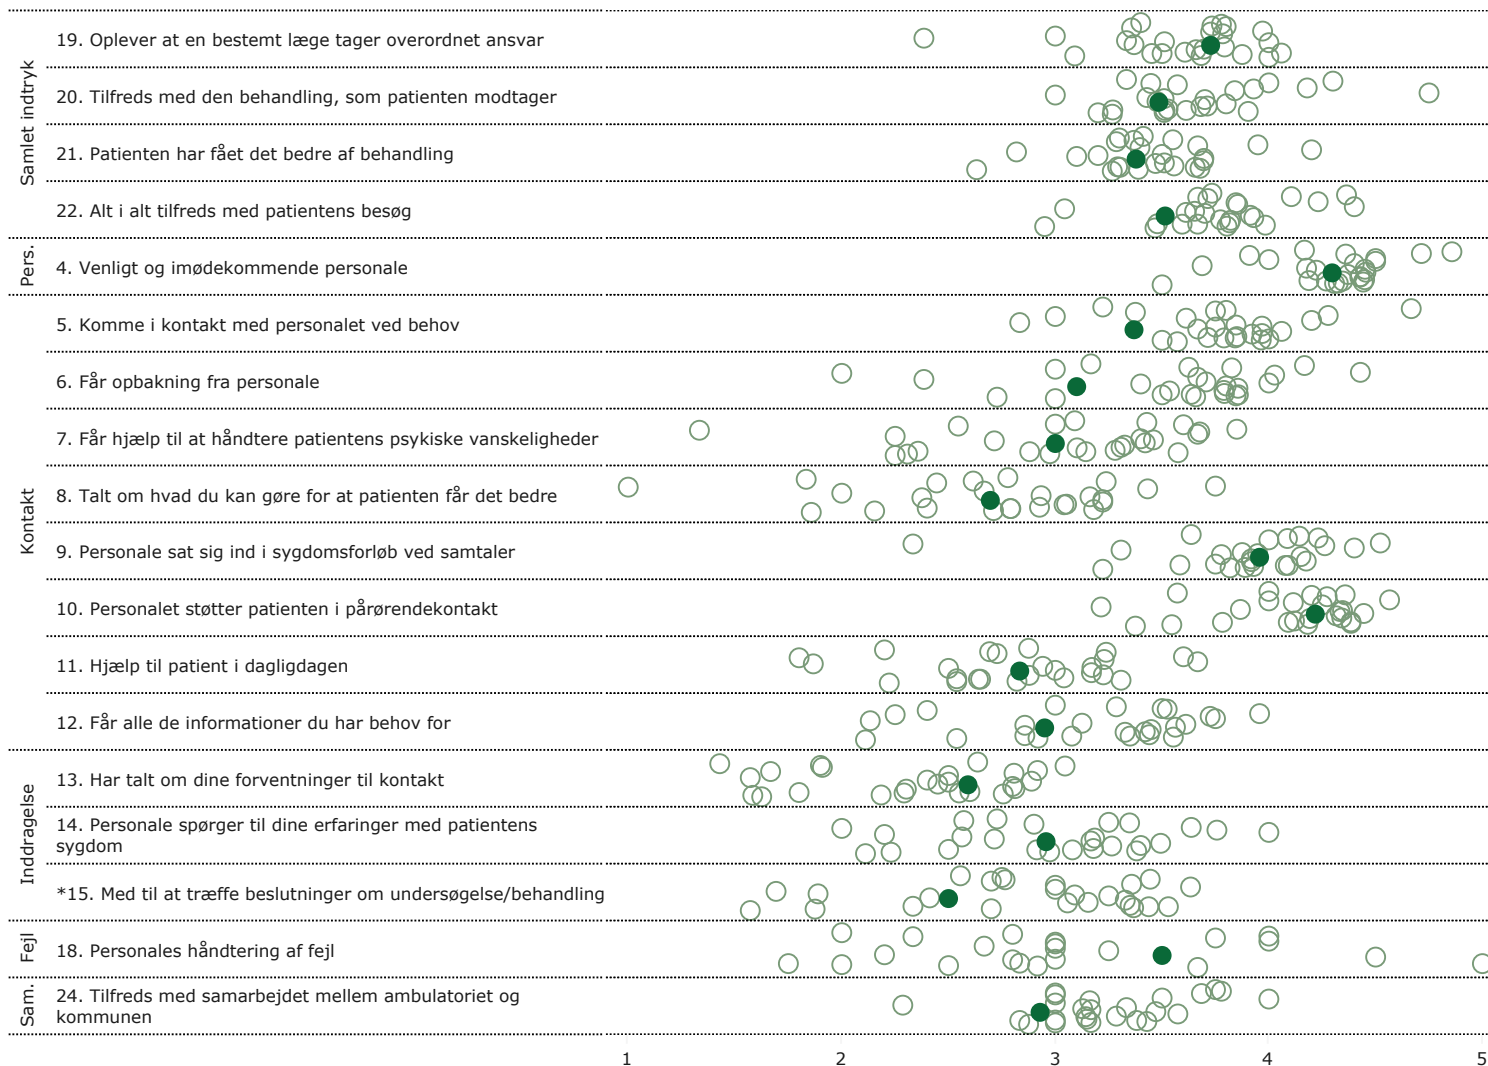 Samlet indtryk
19. Oplever at en bestemt læge tager overordnet ansvar
20. Tilfreds med den behandling, som patienten modtager
21. Patienten har fået det bedre af behandling
22. Alt i alt tilfreds med patientens besøg
Pers.
4. Venligt og imødekommende personale
Kontakt
5. Komme i kontakt med personalet ved behov
6. Får opbakning fra personale
7. Får hjælp til at håndtere patientens psykiske vanskeligheder
8. Talt om hvad du kan gøre for at patienten får det bedre
9. Personale sat sig ind i sygdomsforløb ved samtaler
10. Personalet støtter patienten i pårørendekontakt
11. Hjælp til patient i dagligdagen
12. Får alle de informationer du har behov for
Inddragelse
13. Har talt om dine forventninger til kontakt
14. Personale spørger til dine erfaringer med patientens
sygdom
*15. Med til at træffe beslutninger om undersøgelse/behandling
Fejl
18. Personales håndtering af fejl
Sam.
24. Tilfreds med samarbejdet mellem ambulatoriet og
kommunen
1 2 3 4 5